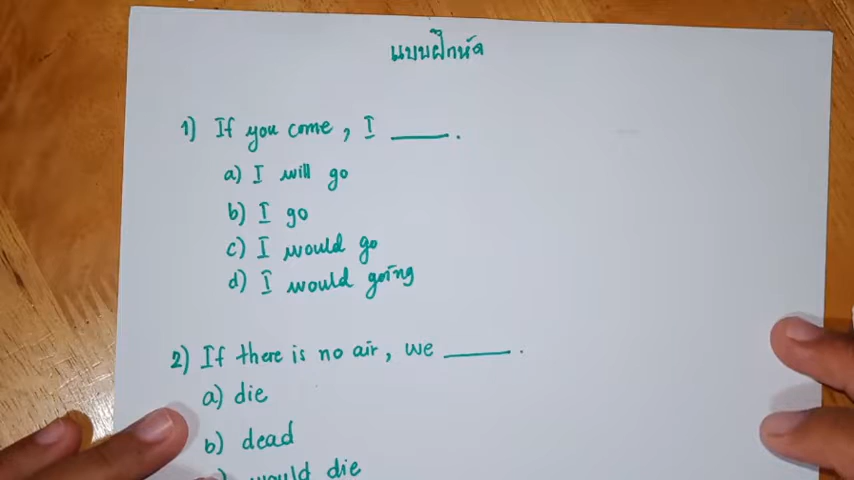 แบบฝึกหัด
1) If you come, I ____.
a) I will go
b) I go
c) I would go
d) I would going
2) If there is no air, we ____.
a) die
b) dead
would die